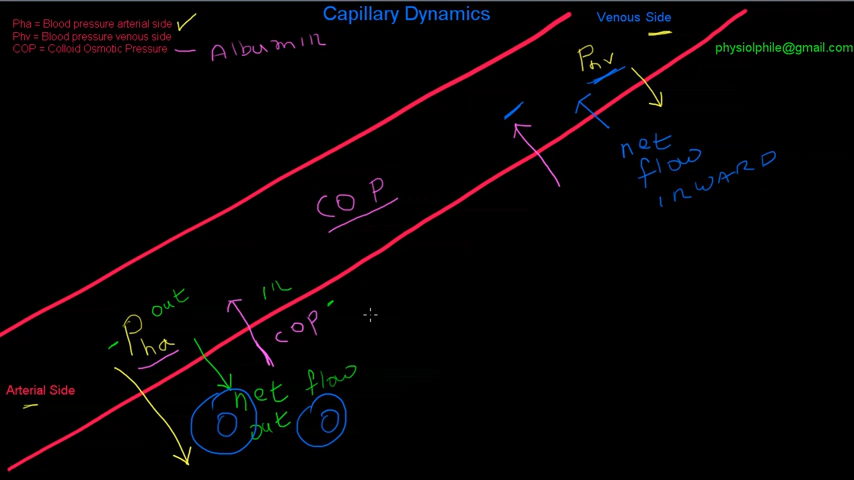 Capillary Dynamics
Pha = Blood pressure arterial side
Phv = Blood pressure venous side
COP = Colloid Osmotic Pressure
Albumin
Venous Side
physiolphile@gmail.com
Phv
net
flow
INWARD
COP
out
in
Pha
COP
Arterial Side
net flow
out